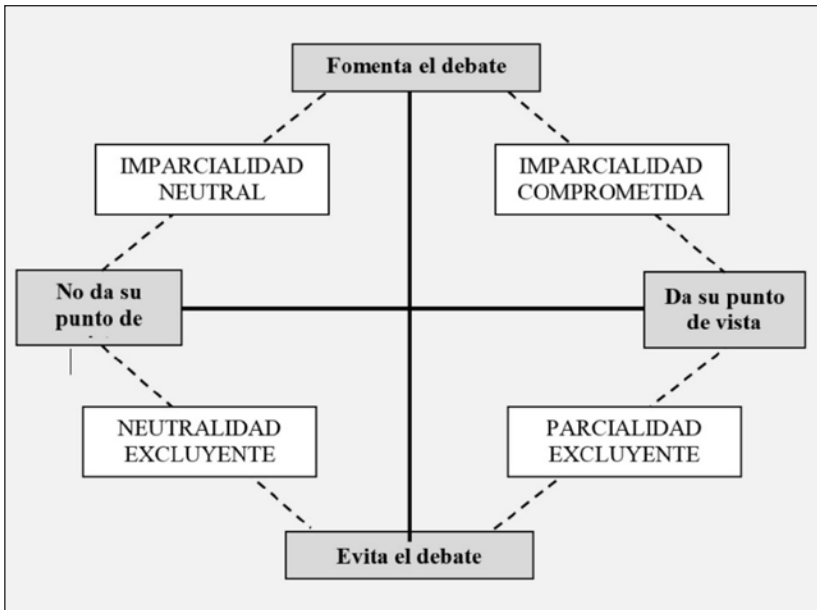 Fomenta el debate
IMPARCIALIDAD
NEUTRAL
IMPARCIALIDAD
COMPROMETIDA
No da su
punto de
Da su punto
de vista
NEUTRALIDAD
EXCLUYENTE
PARCIALIDAD
EXCLUYENTE
Evita el debate